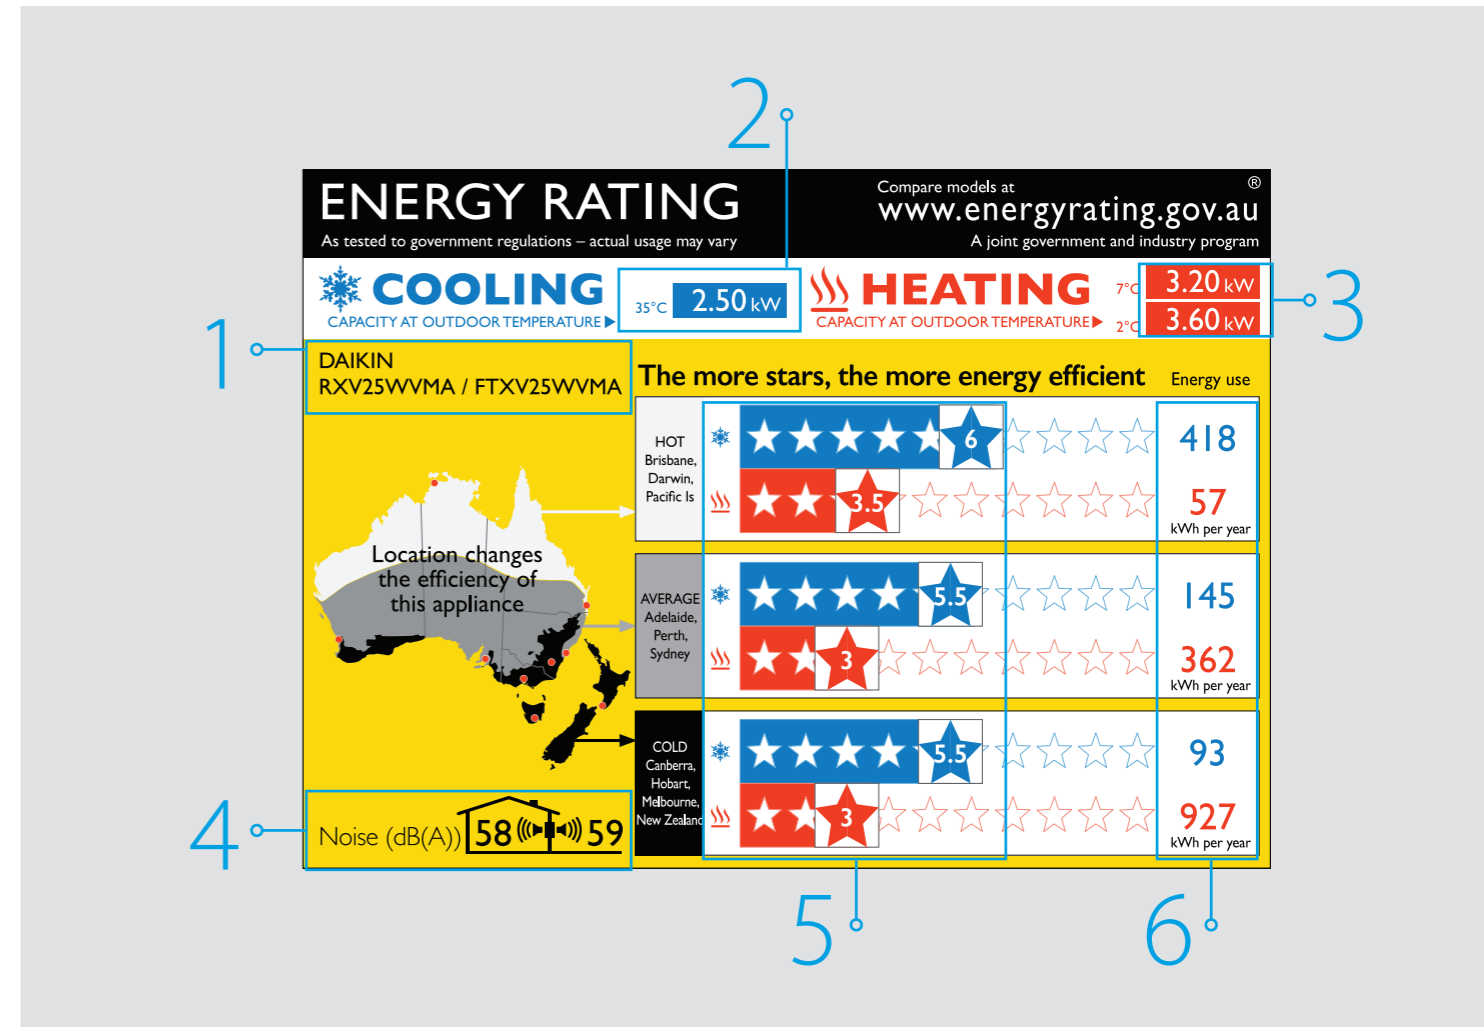 2
ENERGY RATING
As tested to government regulations – actual usage may vary
Compare models at
®
www.energyrating.gov.au
A joint government and industry program
COOLING
CAPACITY AT OUTDOOR TEMPERATURE
35°C 2.50 kW
HEATING
CAPACITY AT OUTDOOR TEMPERATURE
7°C 3.20 kW
2°C 3.60 kW
3
1
DAIKIN
RXV25WVMA / FTXV25WVMA
The more stars, the more energy efficient
Energy use
HOT
Brisbane,
Darwin,
Pacific Is
6
418
3.5
57
kWh per year
Location changes
the efficiency of
this appliance
AVERAGE
Adelaide,
Perth,
Sydney
5.5
145
3
362
kWh per year
COLD
Canberra,
Hobart,
Melbourne,
New Zealand
5.5
93
3
927
kWh per year
4
Noise (dB(A)) 58 59
5
6